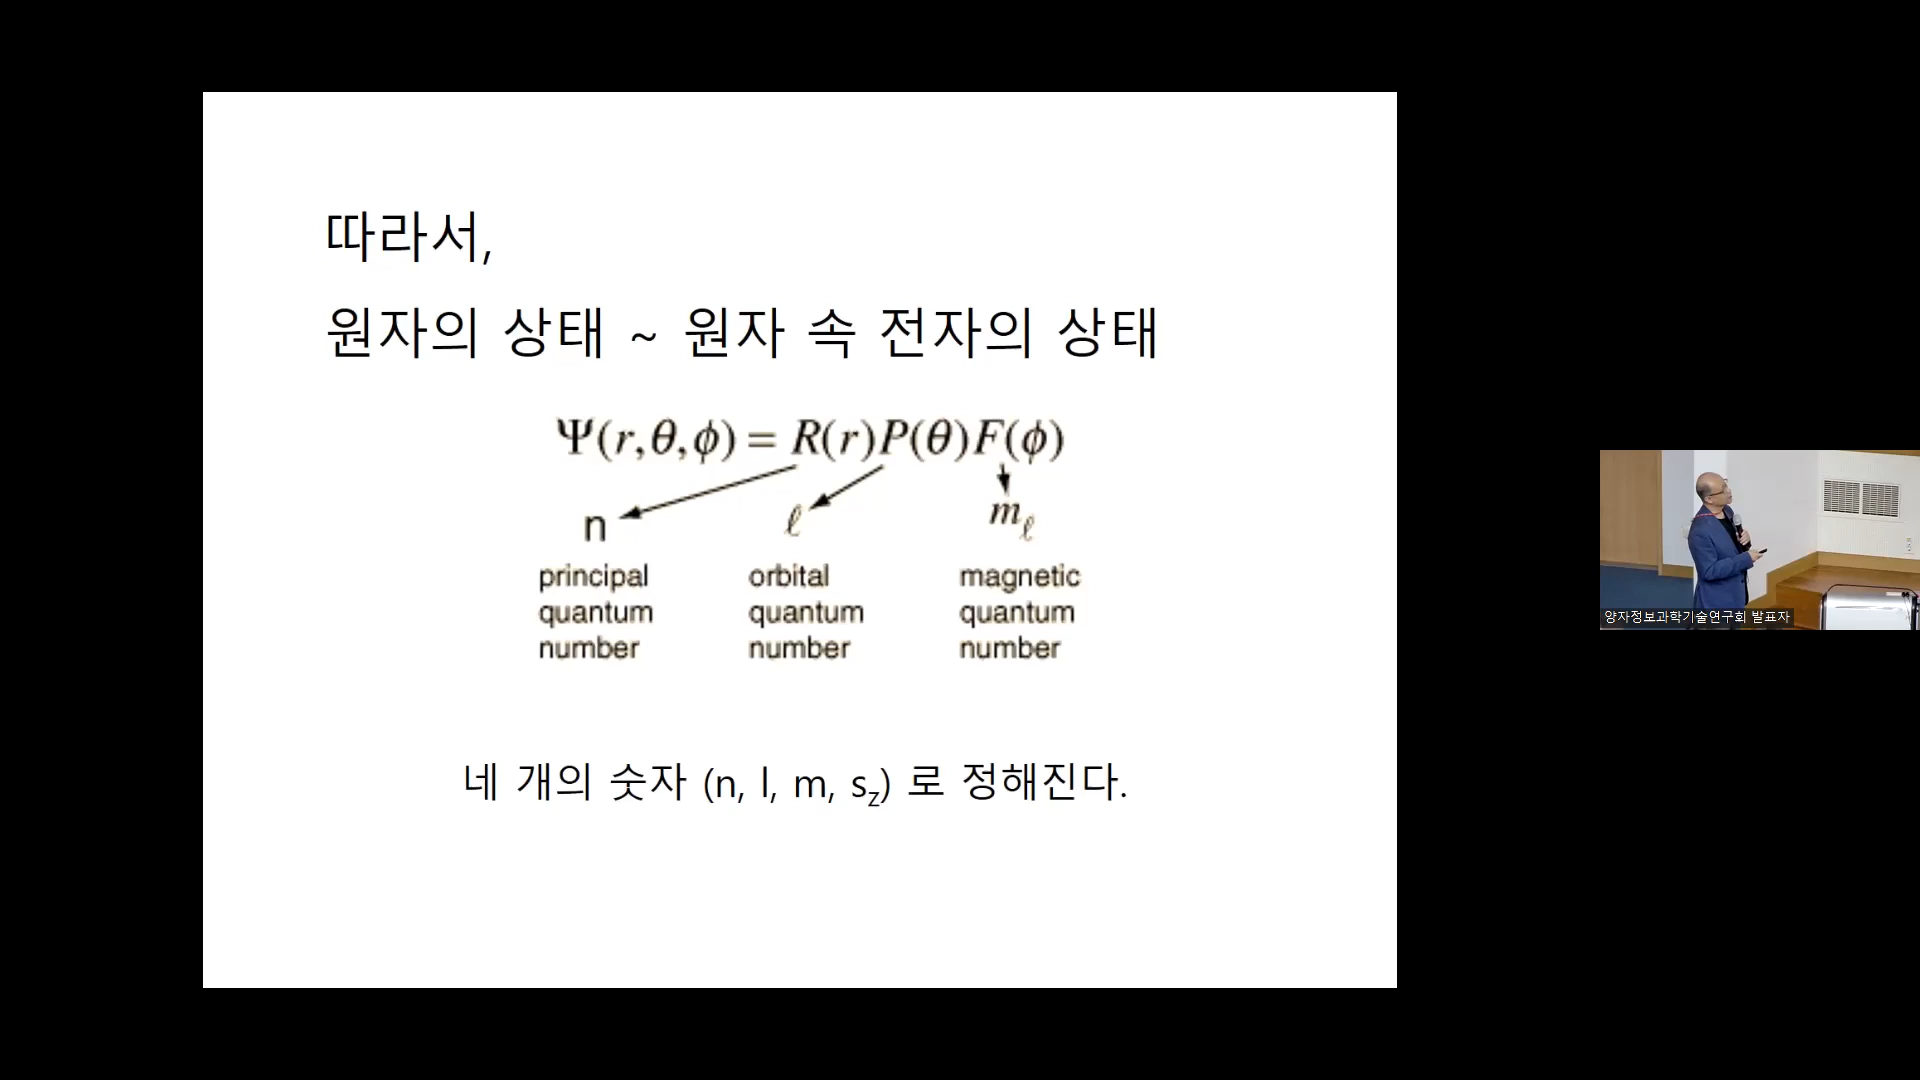 따라서,
원자의 상태 ~ 원자 속 전자의 상태
Ψ(r,θ,ϕ) = R(r)P(θ)F(ϕ)
n ℓ mℓ
principal quantum number
orbital quantum number
magnetic quantum number
네 개의 숫자 (n, l, m, sz) 로 정해진다.
양자정보과학기술연구회 발표자